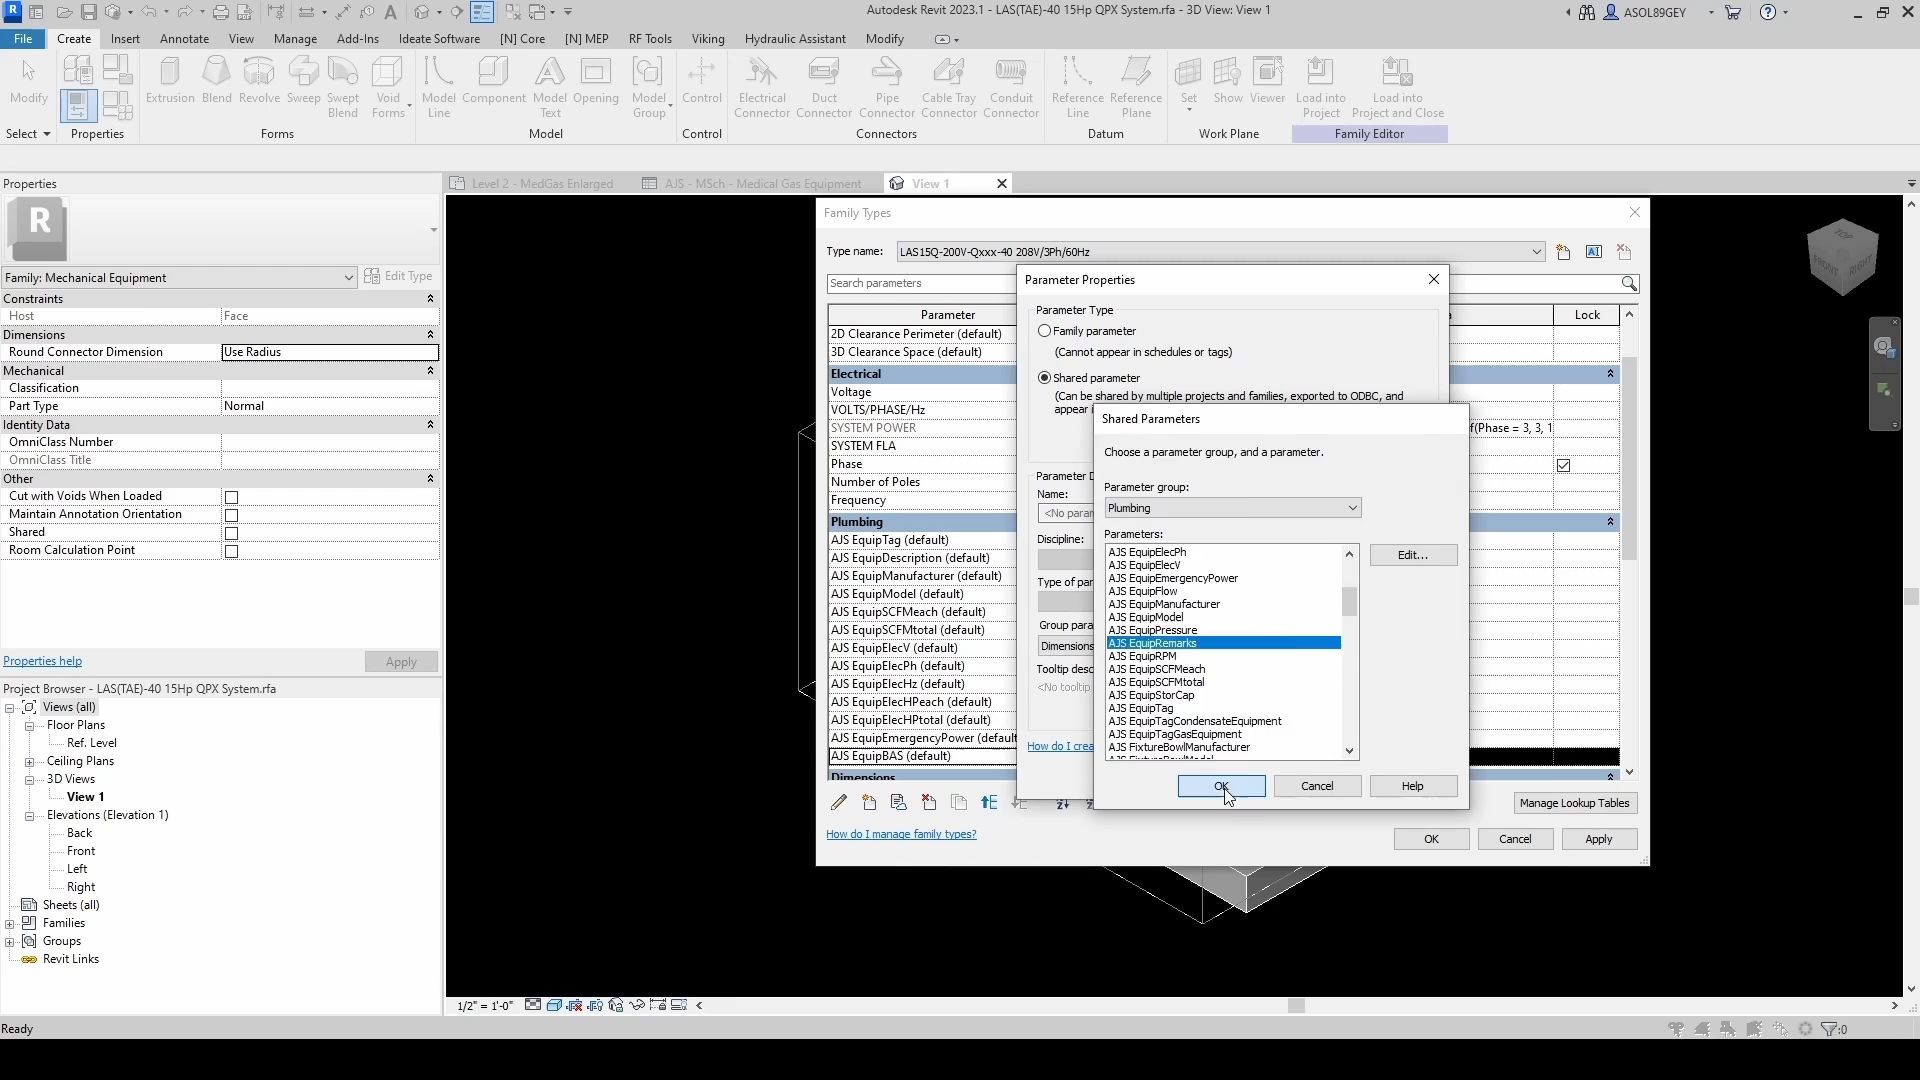 Autodesk Revit 2023.1 - LAS(TAE)-40 15Hp QPX System.rfa - 3D View: View 1
ASOL89GEY
File Create Insert Annotate View Manage Add-Ins Ideate Software [N] Core [N] MEP RF Tools Viking Hydraulic Assistant Modify
Modify
Extrusion Blend Revolve Sweep Swept Blend Void Forms
Model Line Component Model Text Opening Model Group
Control
Electrical Connector Duct Connector Pipe Connector Cable Tray Connector Conduit Connector
Reference Line Reference Plane
Set Show Viewer
Load into Project Load into Project and Close
Select Properties Forms Model Control Connectors Datum Work Plane Family Editor
Properties
R
Family: Mechanical Equipment Edit Type
Constraints
Host Face
Dimensions
Round Connector Dimension Use Radius
Mechanical
Classification
Part Type Normal
Identity Data
OmniClass Number
OmniClass Title
Other
Cut with Voids When Loaded
Maintain Annotation Orientation
Shared
Room Calculation Point
Properties help Apply
Project Browser - LAS(TAE)-40 15Hp QPX System.rfa
Views (all)
Floor Plans
Ref. Level
Ceiling Plans
3D Views
View 1
Elevations (Elevation 1)
Back
Front
Left
Right
Sheets (all)
Families
Groups
Revit Links
Level 2 - MedGas Enlarged AJS - MSch - Medical Gas Equipment View 1
TOP
FRONT RIGHT
Family Types
Type name: LAS15Q-200V-Qxxx-40 208V/3Ph/60Hz
Search parameters
Parameter Lock
2D Clearance Perimeter (default)
3D Clearance Space (default)
Electrical
Voltage
VOLTS/PHASE/Hz
SYSTEM POWER
f(Phase = 3, 3, 1
SYSTEM FLA
Phase
Number of Poles
Frequency
Plumbing
AJS EquipTag (default)
AJS EquipDescription (default)
AJS EquipManufacturer (default)
AJS EquipModel (default)
AJS EquipSCFMeach (default)
AJS EquipSCFMtotal (default)
AJS EquipElecV (default)
AJS EquipElecPh (default)
AJS EquipElecHz (default)
AJS EquipElecHPeach (default)
AJS EquipElecHPtotal (default)
AJS EquipEmergencyPower (default
AJS EquipBAS (default)
Dimensions
Manage Lookup Tables
How do I manage family types?
OK Cancel Apply
Parameter Properties
Parameter Type
Family parameter
(Cannot appear in schedules or tags)
Shared parameter
(Can be shared by multiple projects and families, exported to ODBC, and
appear i
Parameter D
Name:
<No param
Discipline:
Type of par
Group para
Dimensions
Tooltip desc
<No tooltip
How do I crea
Shared Parameters
Choose a parameter group, and a parameter.
Parameter group:
Plumbing
Parameters:
AJS EquipElecPh
AJS EquipElecV
AJS EquipEmergencyPower
AJS EquipFlow
AJS EquipManufacturer
AJS EquipModel
AJS EquipPressure
AJS EquipRemarks
AJS EquipRPM
AJS EquipSCFMeach
AJS EquipSCFMtotal
AJS EquipStorCap
AJS EquipTag
AJS EquipTagCondensateEquipment
AJS EquipTagGasEquipment
AJS FixtureBowlManufacturer
AJS FixtureBowlModel
Edit...
OK Cancel Help
1/2" = 1'-0"
Ready
:0